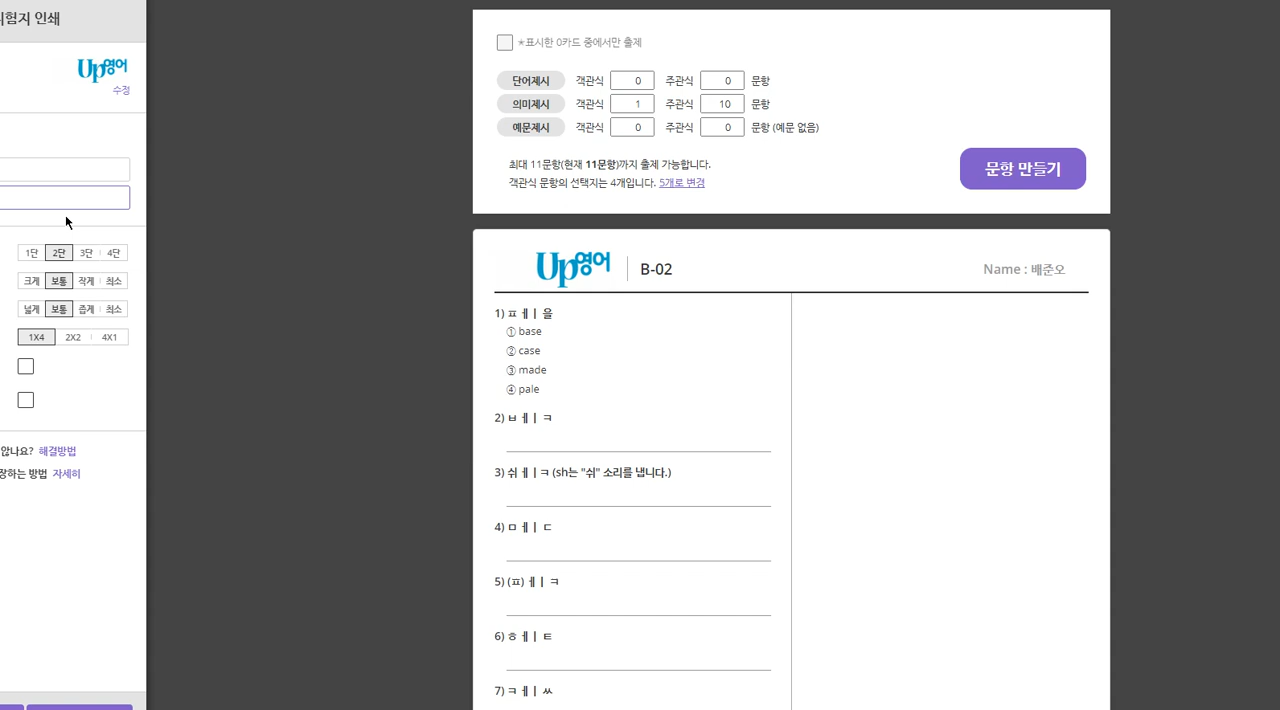 시험지 인쇄
Up영어
수정
1단 2단 3단 4단
크게 보통 작게 최소
넓게 보통 좁게 최소
1X4 2X2 4X1
않나요? 해결방법
장하는 방법 자세히
*표시한 0카드 중에서만 출제
단어제시 객관식 0 주관식 0 문항
의미제시 객관식 1 주관식 10 문항
예문제시 객관식 0 주관식 0 문항 (예문 없음)
최대 11문항(현재 11문항)까지 출제 가능합니다.
객관식 문항의 선택지는 4개입니다. 5개로 변경
문항 만들기
Up영어 B-02 Name : 배준오
1) ㅍ ㅔㅣ 을
① base
② case
③ made
④ pale
2) ㅂ ㅔㅣ ㅋ
3) 쉬 ㅔㅣㅋ (sh는 "쉬" 소리를 냅니다.)
4) ㅁ ㅔㅣ ㄷ
5) (ㅍ) ㅔㅣ ㅋ
6) ㅎ ㅔㅣ ㅌ
7) ㅋ ㅔㅣ ㅆ